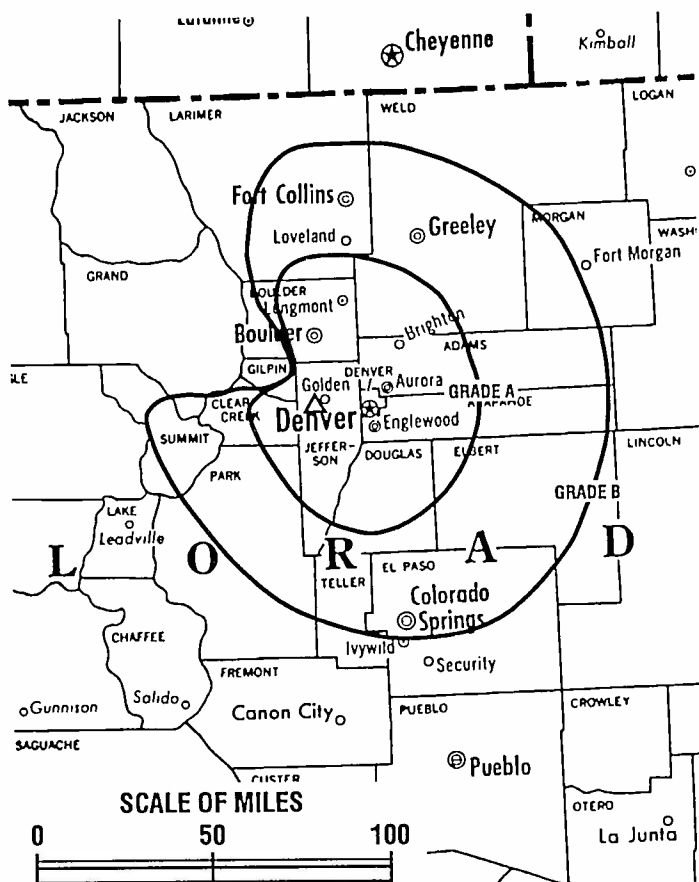 Cheyenne
Kimball
JACKSON
LARIMER
WELD
LOGAN
Fort Collins
Greeley
MORGAN
Loveland
WASH
Fort Morgan
GRAND
BOULDER
Longmont
Boulder
Brighton
ADAMS
GILPIN
DENVER
Golden
Aurora
GRADE A
CLEAR
CREEK
Denver
Englewood
SUMMIT
JEFFER-
SON
DOUGLAS
ELBERT
LINCOLN
PARK
GRADE B
LAKE
Leadville
L O R A D
TELLER
EL PASO
Colorado
Springs
CHAFFEE
Ivywild
Security
FREMONT
Gunnison
Salido
Canon City
PUEBLO
CROWLEY
SAGUACHE
Pueblo
CUSTER
SCALE OF MILES
OTERO
0 50 100
La Junta